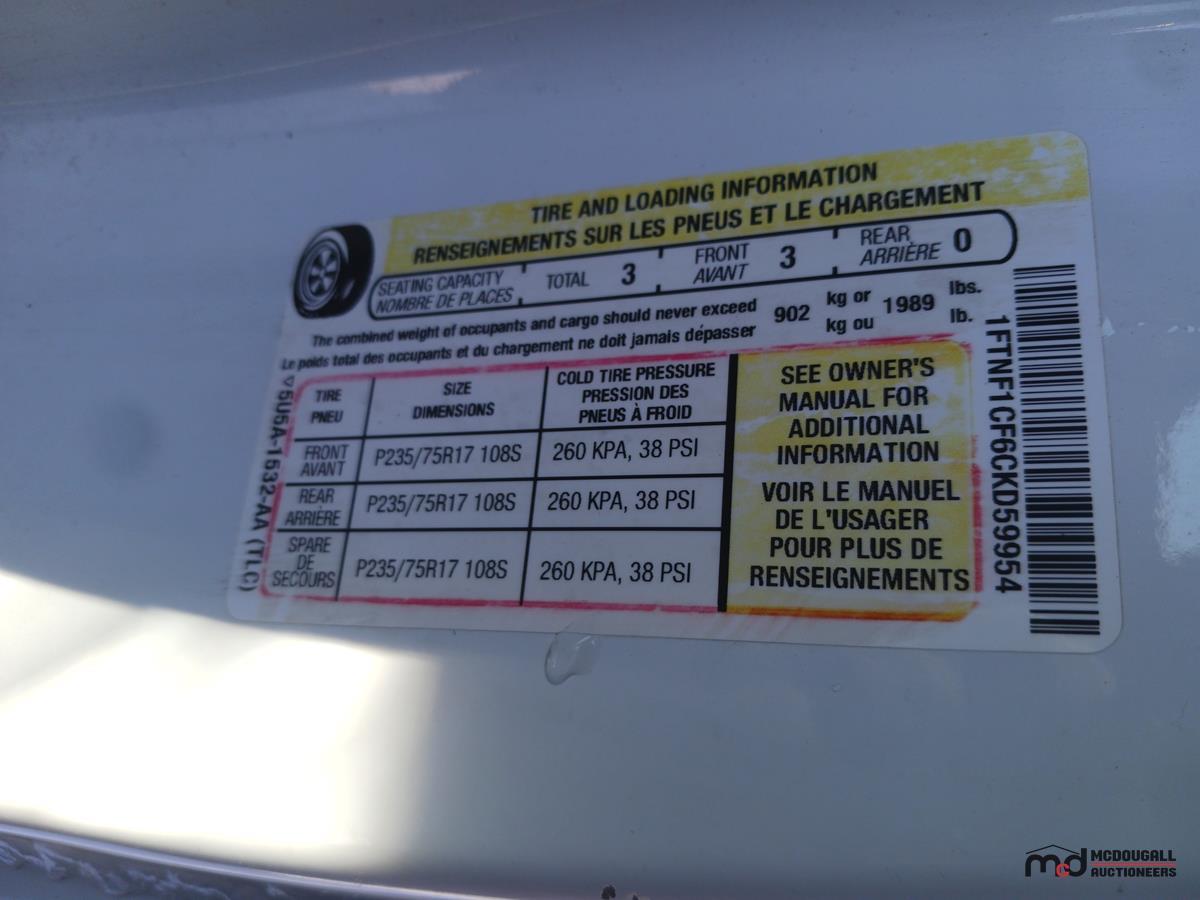 TIRE AND LOADING INFORMATION
RENSEIGNEMENTS SUR LES PNEUS ET LE CHARGEMENT
SEATING CAPACITY
NOMBRE DE PLACES
TOTAL 3
FRONT
AVANT
3
REAR
ARRIÈRE
0
The combined weight of occupants and cargo should never exceed
Le poids total des occupants et du chargement ne doit jamais dépasser
902
kg or
kg ou
1989
lbs.
lb.
TIRE
PNEU
SIZE
DIMENSIONS
COLD TIRE PRESSURE
PRESSION DES
PNEUS À FROID
FRONT
AVANT
P235/75R17 108S
260 KPA, 38 PSI
REAR
ARRIÈRE
P235/75R17 108S
260 KPA, 38 PSI
SPARE
DE
SECOURS
P235/75R17 108S
260 KPA, 38 PSI
SEE OWNER'S
MANUAL FOR
ADDITIONAL
INFORMATION
VOIR LE MANUEL
DE L'USAGER
POUR PLUS DE
RENSEIGNEMENTS
5U5A-1532-AA (TLC)
1FTNF1CF6CKD59954
mcd
MCDOUGALL
AUCTIONEERS